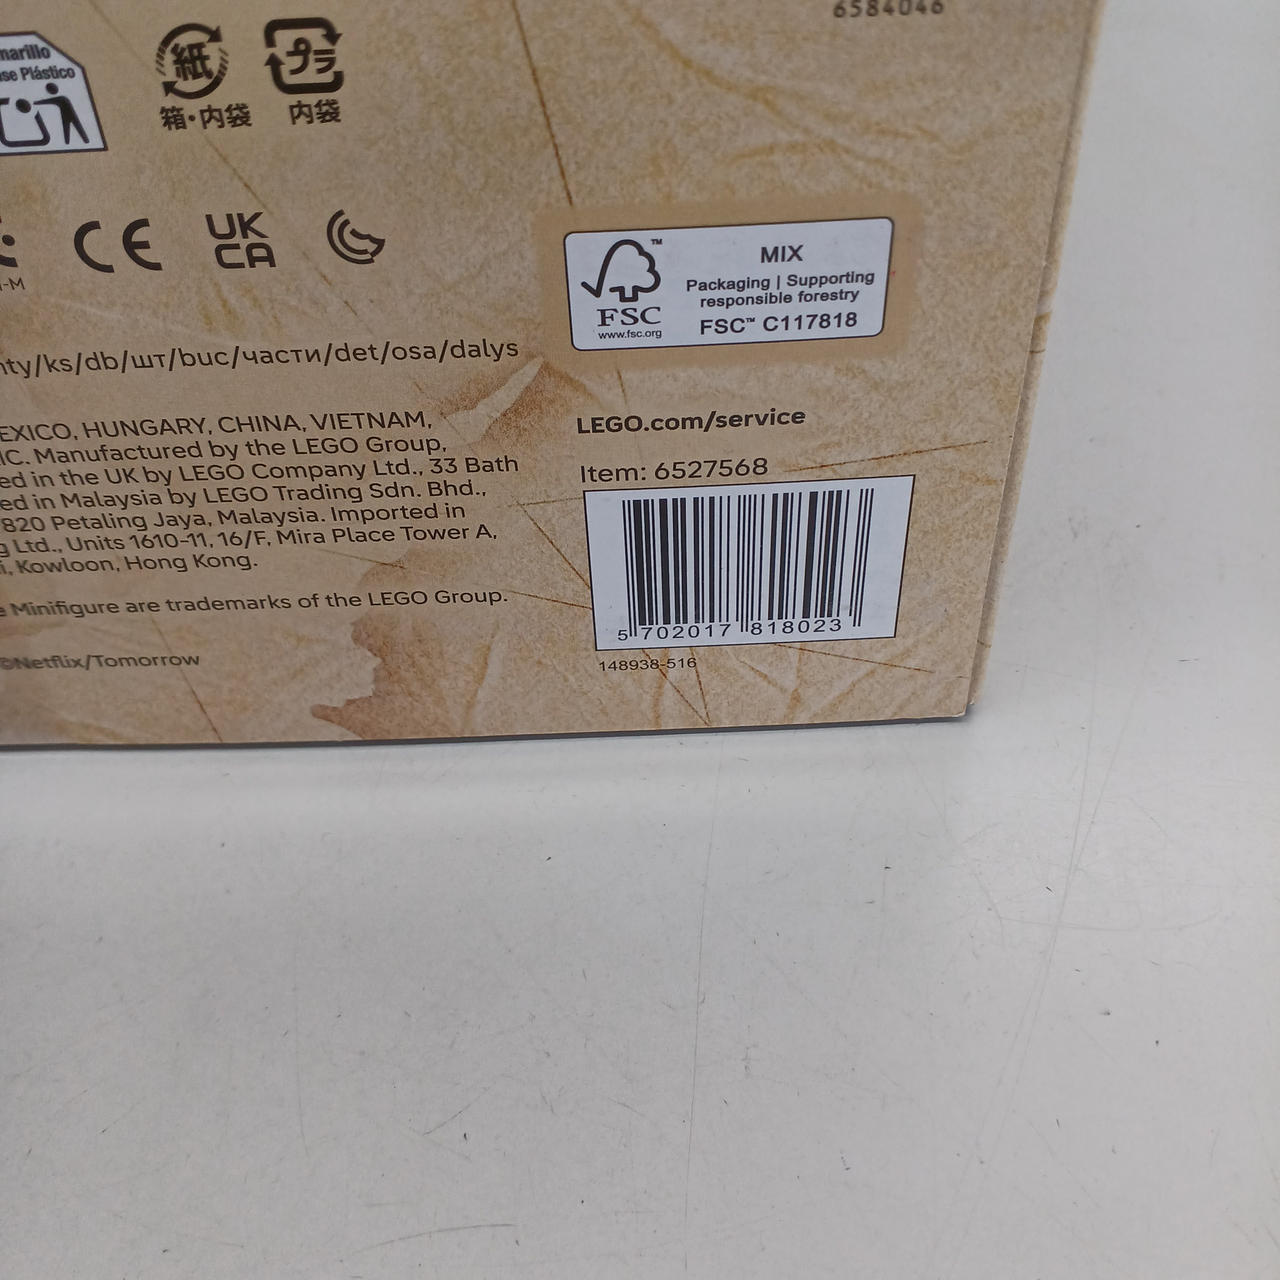 6584046
marillo
se Plástico
紙
箱・内袋
プラ
内袋
CE
UK
CA
-M
nty/ks/db/шт/buc/части/det/osa/dalys
FSC
www.fsc.org
MIX
Packaging | Supporting
responsible forestry
FSC™ C117818
EXICO, HUNGARY, CHINA, VIETNAM,
IC. Manufactured by the LEGO Group,
ed in the UK by LEGO Company Ltd., 33 Bath
ed in Malaysia by LEGO Trading Sdn. Bhd.,
820 Petaling Jaya, Malaysia. Imported in
g Ltd., Units 1610-11, 16/F, Mira Place Tower A,
i, Kowloon, Hong Kong.
e Minifigure are trademarks of the LEGO Group.
©Netflix/Tomorrow
LEGO.com/service
Item: 6527568
5 702017 818023
148938-516